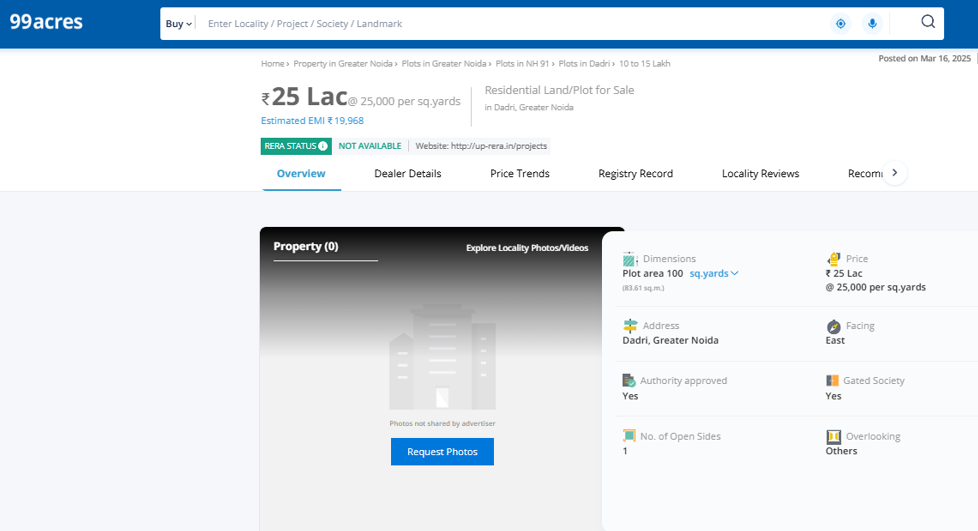 99acres
Buy
Enter Locality / Project / Society / Landmark
Posted on Mar 16, 2025
Home › Property in Greater Noida › Plots in Greater Noida › Plots in NH 91 › Plots in Dadri › 10 to 15 Lakh
₹25 Lac @ 25,000 per sq.yards
Estimated EMI ₹ 19,968
Residential Land/Plot for Sale
in Dadri, Greater Noida
RERA STATUS NOT AVAILABLE Website: http://up-rera.in/projects
Overview Dealer Details Price Trends Registry Record Locality Reviews Recom
Property (0) Explore Locality Photos/Videos
Photos not shared by advertiser
Request Photos
Dimensions
Plot area 100 sq.yards
(83.61 sq.m.)
Price
₹ 25 Lac
@ 25,000 per sq.yards
Address
Dadri, Greater Noida
Facing
East
Authority approved
Yes
Gated Society
Yes
No. of Open Sides
1
Overlooking
Others